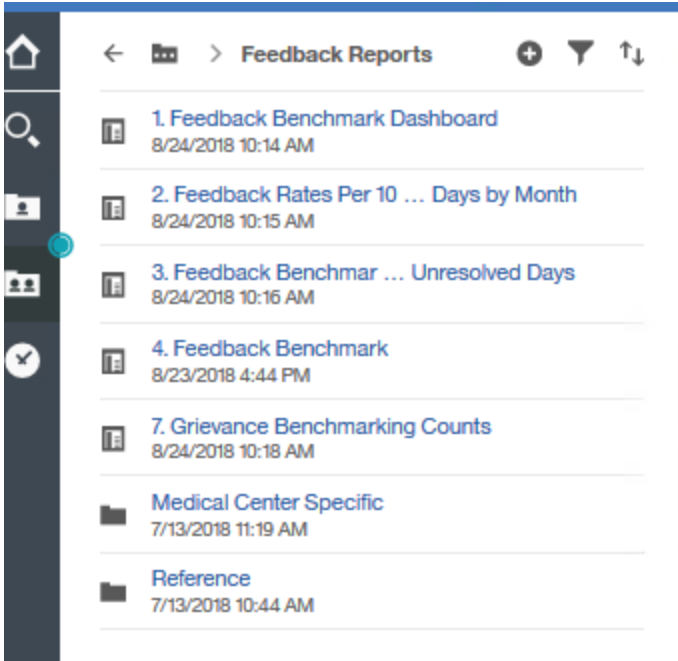 Feedback Reports
1. Feedback Benchmark Dashboard
8/24/2018 10:14 AM
2. Feedback Rates Per 10 … Days by Month
8/24/2018 10:15 AM
3. Feedback Benchmar … Unresolved Days
8/24/2018 10:16 AM
4. Feedback Benchmark
8/23/2018 4:44 PM
7. Grievance Benchmarking Counts
8/24/2018 10:18 AM
Medical Center Specific
7/13/2018 11:19 AM
Reference
7/13/2018 10:44 AM